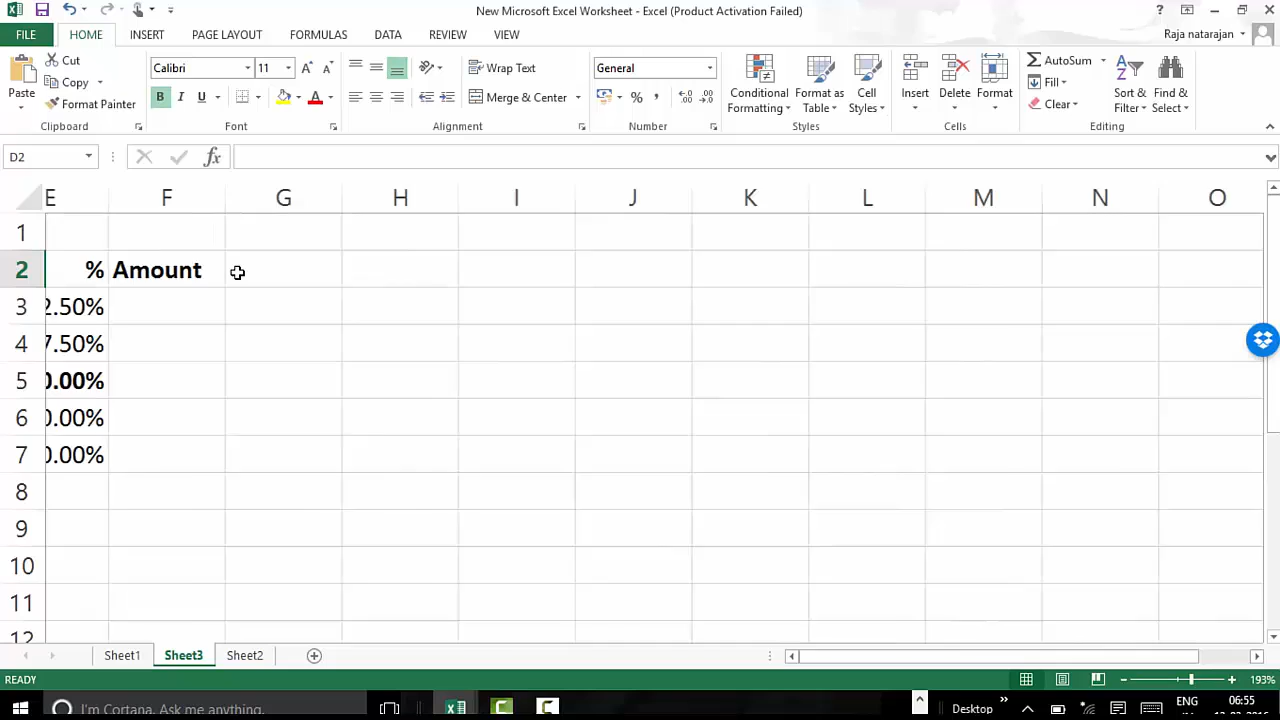 New Microsoft Excel Worksheet - Excel (Product Activation Failed)
FILE HOME INSERT PAGE LAYOUT FORMULAS DATA REVIEW VIEW Raja natarajan
Paste
Cut
Copy
Format Painter
Clipboard
Calibri 11
B I U A
Font
Wrap Text
Merge & Center
Alignment
General
%
Number
Conditional Formatting
Format as Table
Cell Styles
Styles
Insert
Delete
Format
Cells
AutoSum
Fill
Clear
Sort & Filter
Find & Select
Editing
D2
fx
E F G H I J K L M N O
1
2 % Amount
3 2.50%
4 7.50%
5 0.00%
6 0.00%
7 0.00%
8
9
10
11
12
Sheet1 Sheet3 Sheet2
READY 193%
I'm Cortana. Ask me anything.
Desktop
ENG
06:55